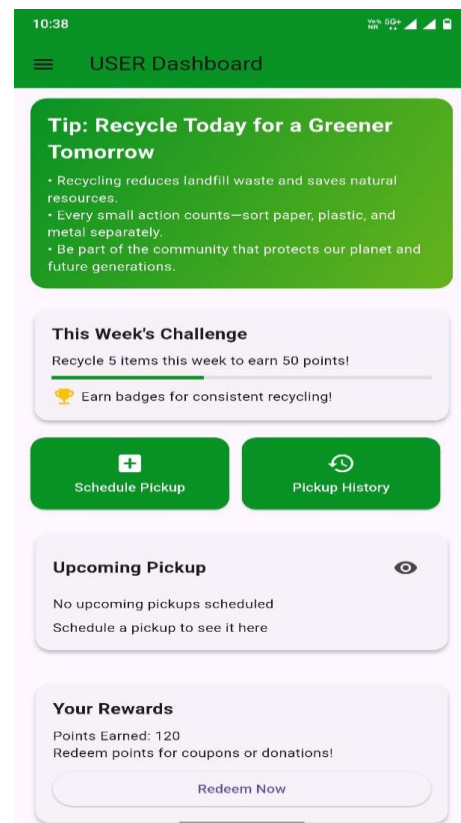 10:38
5G+
USER Dashboard
Tip: Recycle Today for a Greener
Tomorrow
• Recycling reduces landfill waste and saves natural
resources.
• Every small action counts—sort paper, plastic, and
metal separately.
• Be part of the community that protects our planet and
future generations.
This Week's Challenge
Recycle 5 items this week to earn 50 points!
Earn badges for consistent recycling!
Schedule Pickup
Pickup History
Upcoming Pickup
No upcoming pickups scheduled
Schedule a pickup to see it here
Your Rewards
Points Earned: 120
Redeem points for coupons or donations!
Redeem Now